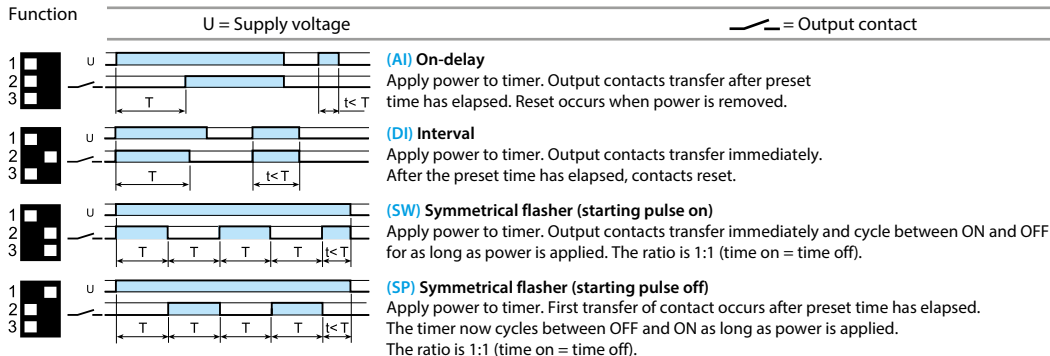 Function
U = Supply voltage
= Output contact
1
2
3
U
T
t< T
(AI) On-delay
Apply power to timer. Output contacts transfer after preset
time has elapsed. Reset occurs when power is removed.
1
2
3
U
T
t< T
(DI) Interval
Apply power to timer. Output contacts transfer immediately.
After the preset time has elapsed, contacts reset.
1
2
3
U
T T T T t< T
(SW) Symmetrical flasher (starting pulse on)
Apply power to timer. Output contacts transfer immediately and cycle between ON and OFF
for as long as power is applied. The ratio is 1:1 (time on = time off).
1
2
3
U
T T T T t< T
(SP) Symmetrical flasher (starting pulse off)
Apply power to timer. First transfer of contact occurs after preset time has elapsed.
The timer now cycles between OFF and ON as long as power is applied.
The ratio is 1:1 (time on = time off).